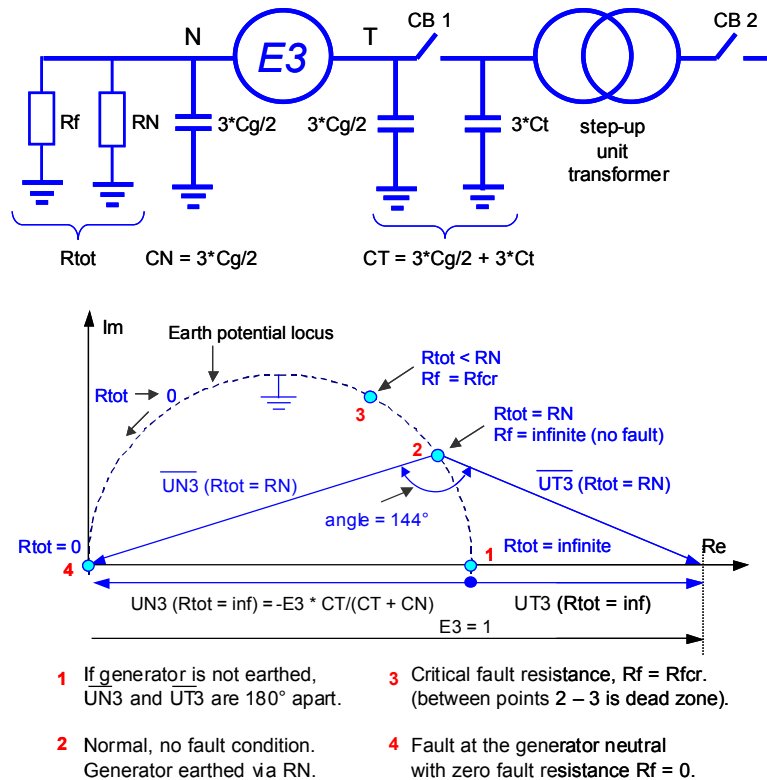 N
E3
T
CB 1
CB 2
Rf
RN
3*Cg/2
3*Cg/2
3*Ct
step-up
unit
transformer
Rtot
CN = 3*Cg/2
CT = 3*Cg/2 + 3*Ct
Im
Earth potential locus
Rtot → 0
Rtot < RN
Rf = Rfcr
3
Rtot = RN
Rf = infinite (no fault)
2
UN3 (Rtot = RN)
UT3 (Rtot = RN)
angle = 144°
Rtot = 0
4
1
Rtot = infinite
Re
UN3 (Rtot = inf) = -E3 * CT/(CT + CN)
UT3 (Rtot = inf)
E3 = 1
1 If generator is not earthed,
UN3 and UT3 are 180° apart.
2 Normal, no fault condition.
Generator earthed via RN.
3 Critical fault resistance, Rf = Rfcr.
(between points 2 – 3 is dead zone).
4 Fault at the generator neutral
with zero fault resistance Rf = 0.